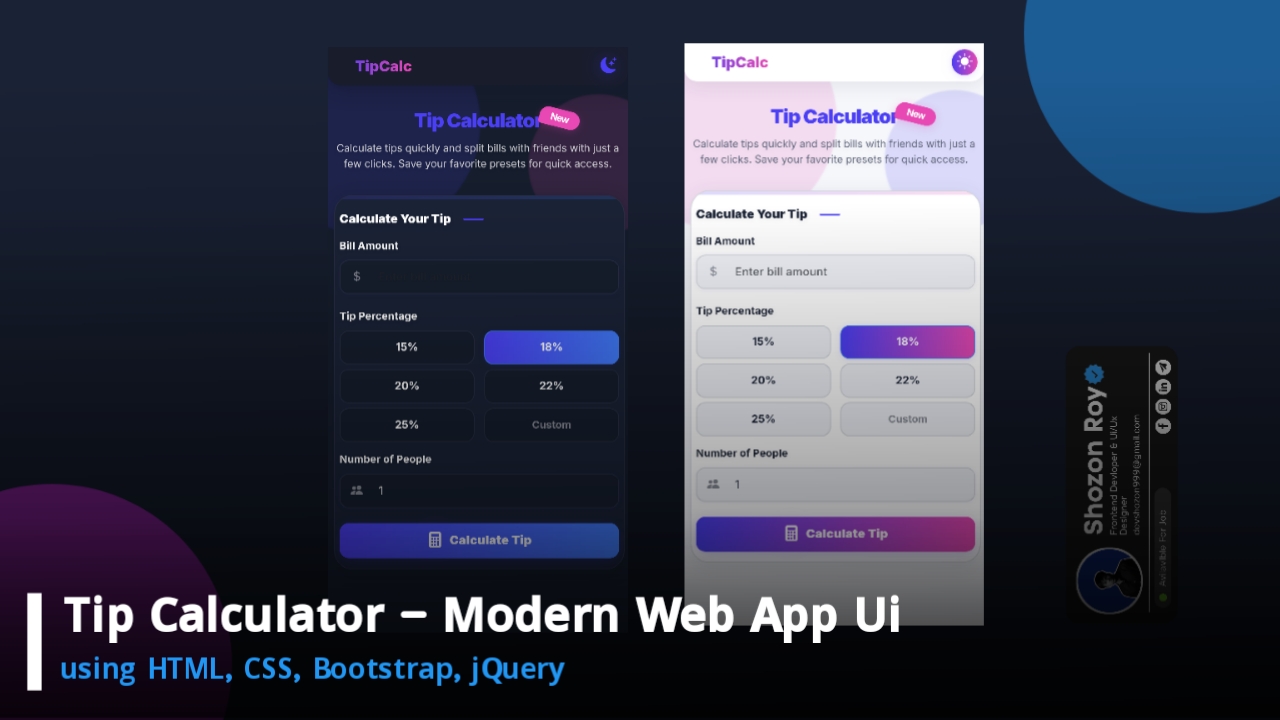 TipCalc
Tip Calculator
New
Calculate tips quickly and split bills with friends with just a
few clicks. Save your favorite presets for quick access.
Calculate Your Tip
Bill Amount
$
Tip Percentage
15%
18%
20%
22%
25%
Custom
Number of People
1
Calculate Tip
TipCalc
Tip Calculator
New
Calculate tips quickly and split bills with friends with just a
few clicks. Save your favorite presets for quick access.
Calculate Your Tip
Bill Amount
$ Enter bill amount
Tip Percentage
15%
18%
20%
22%
25%
Custom
Number of People
1
Calculate Tip
Shozon Roy
Frontend Devloper & UI/Ux
Designer
devshozon999@gmail.com
For Job
Tip Calculator – Modern Web App Ui
using HTML, CSS, Bootstrap, jQuery